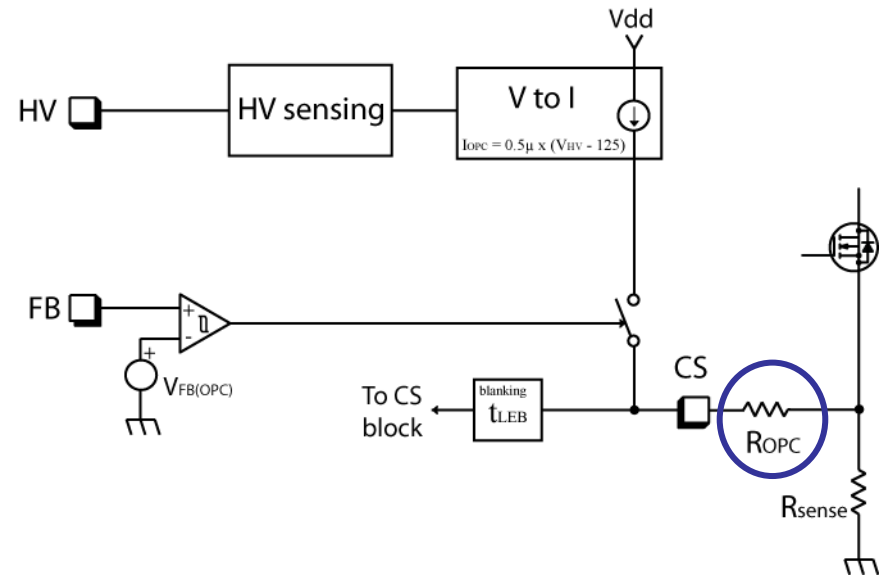 Vdd
HV
HV sensing
V to I
IOPC = 0.5µ x (VHV - 125)
FB
+
-
+
VFB(OPC)
CS
To CS
block
blanking
tLEB
ROPC
Rsense